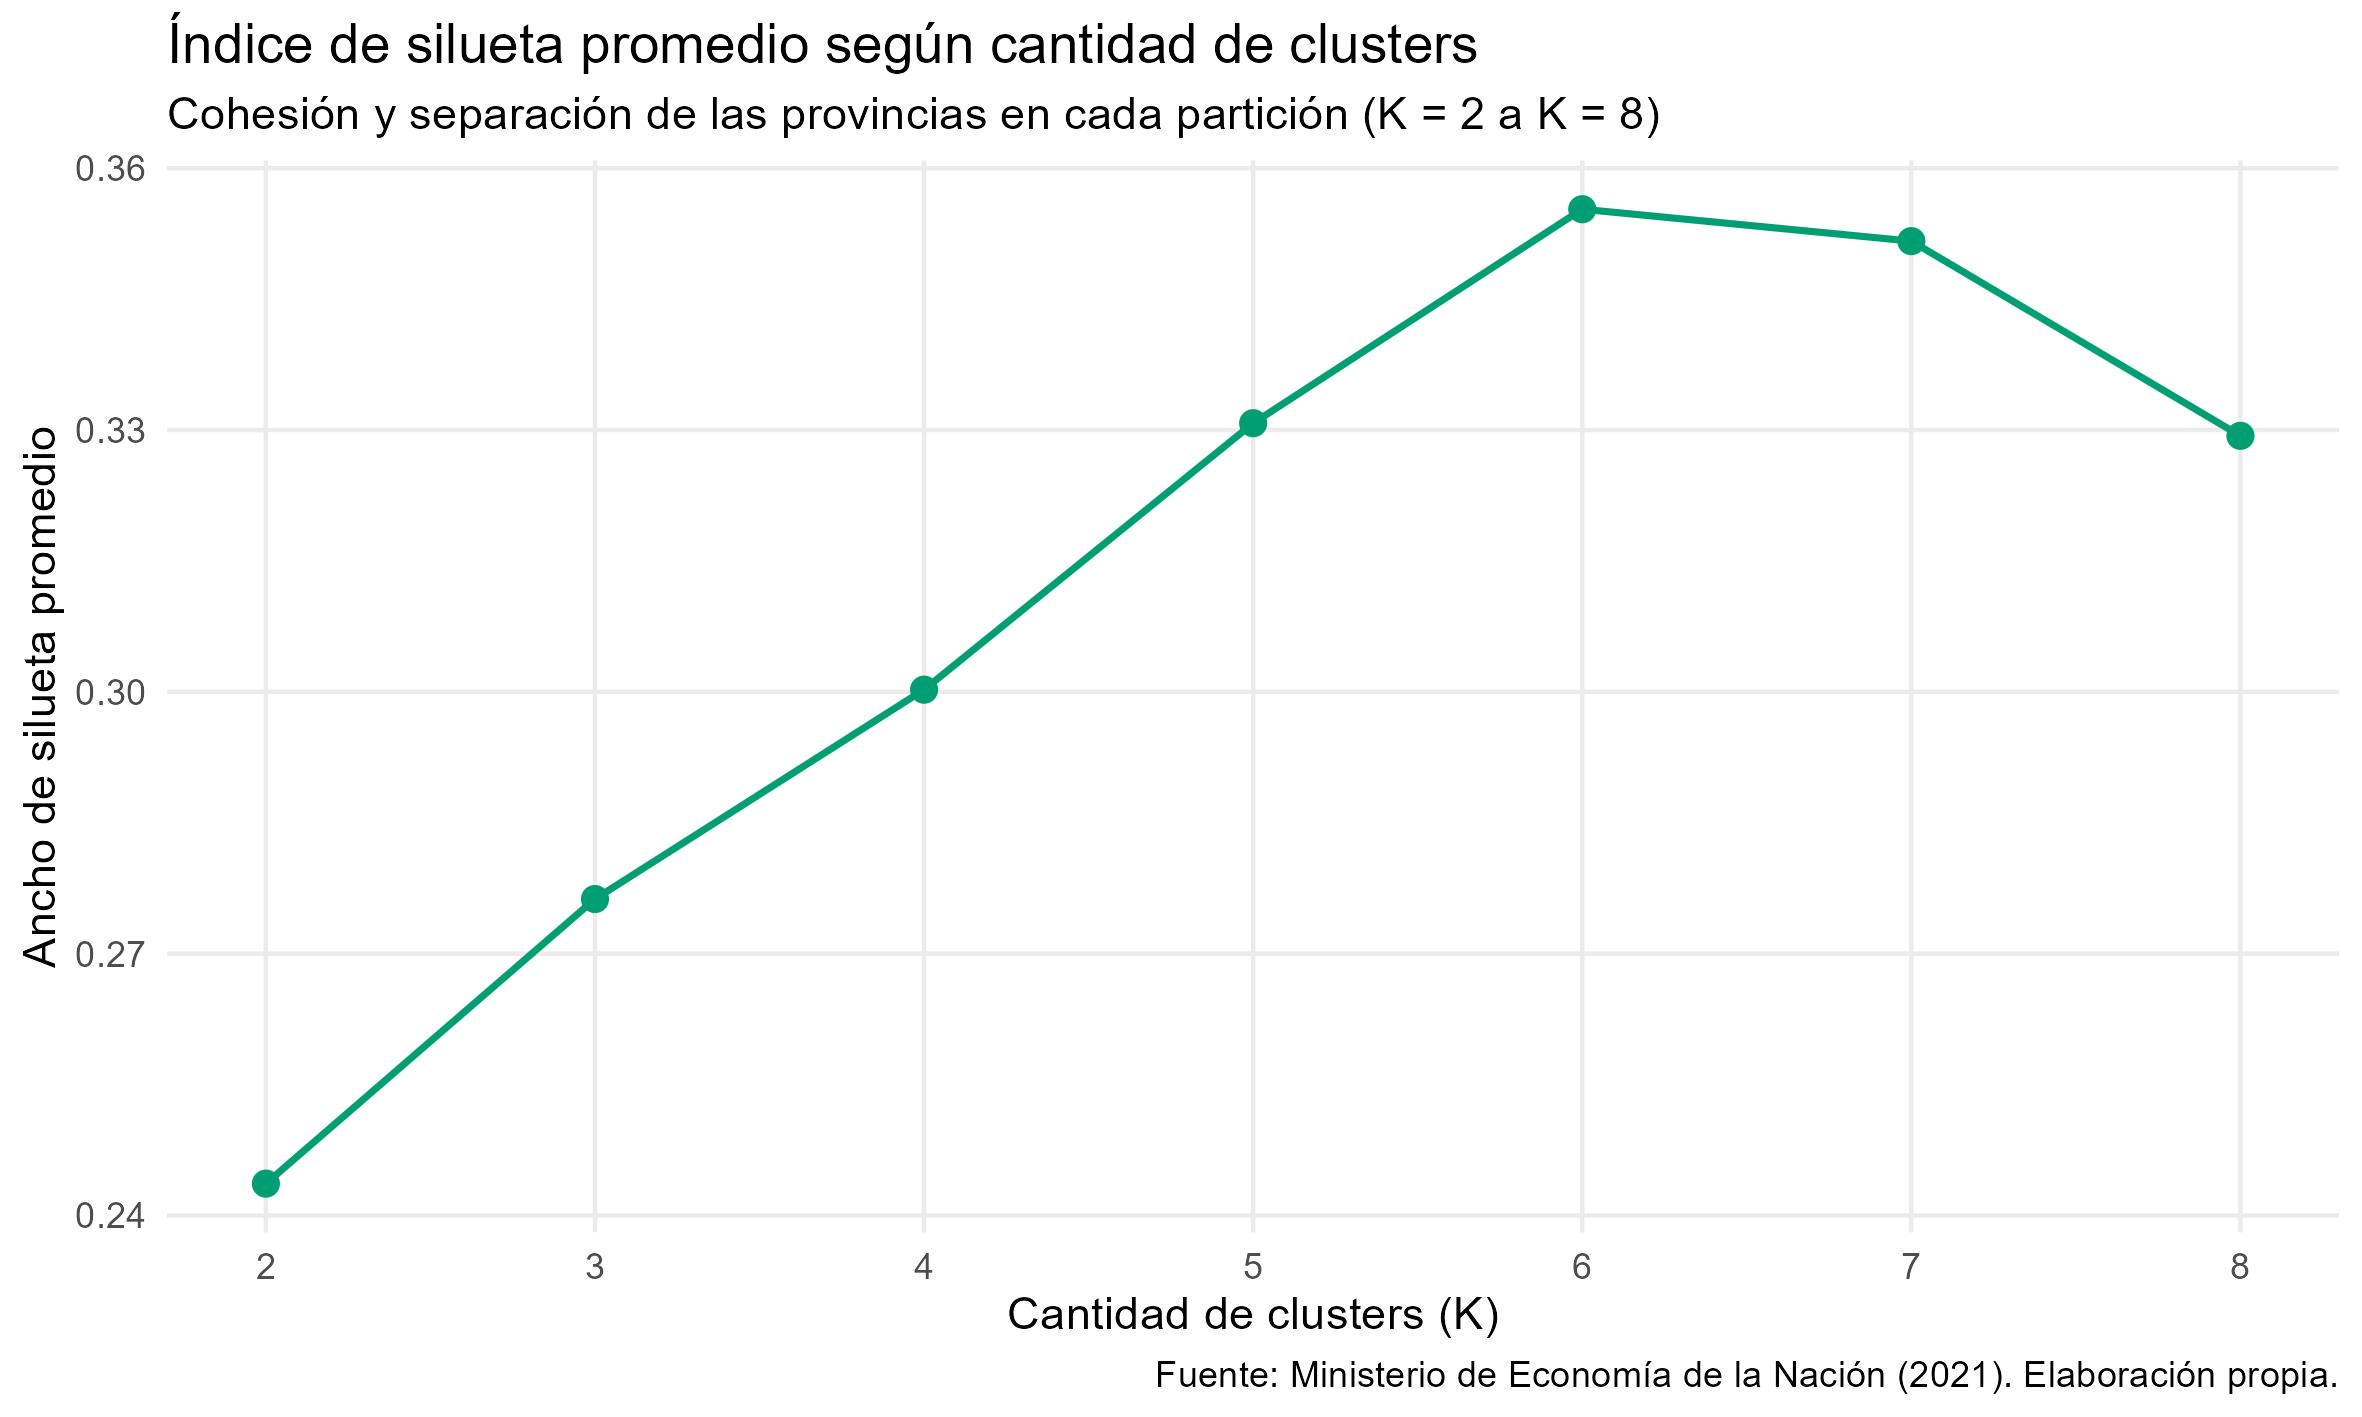 Índice de silueta promedio según cantidad de clusters
Cohesión y separación de las provincias en cada partición (K = 2 a K = 8)
Ancho de silueta promedio
0.36
0.33
0.30
0.27
0.24
2 3 4 5 6 7 8
Cantidad de clusters (K)
Fuente: Ministerio de Economía de la Nación (2021). Elaboración propia.